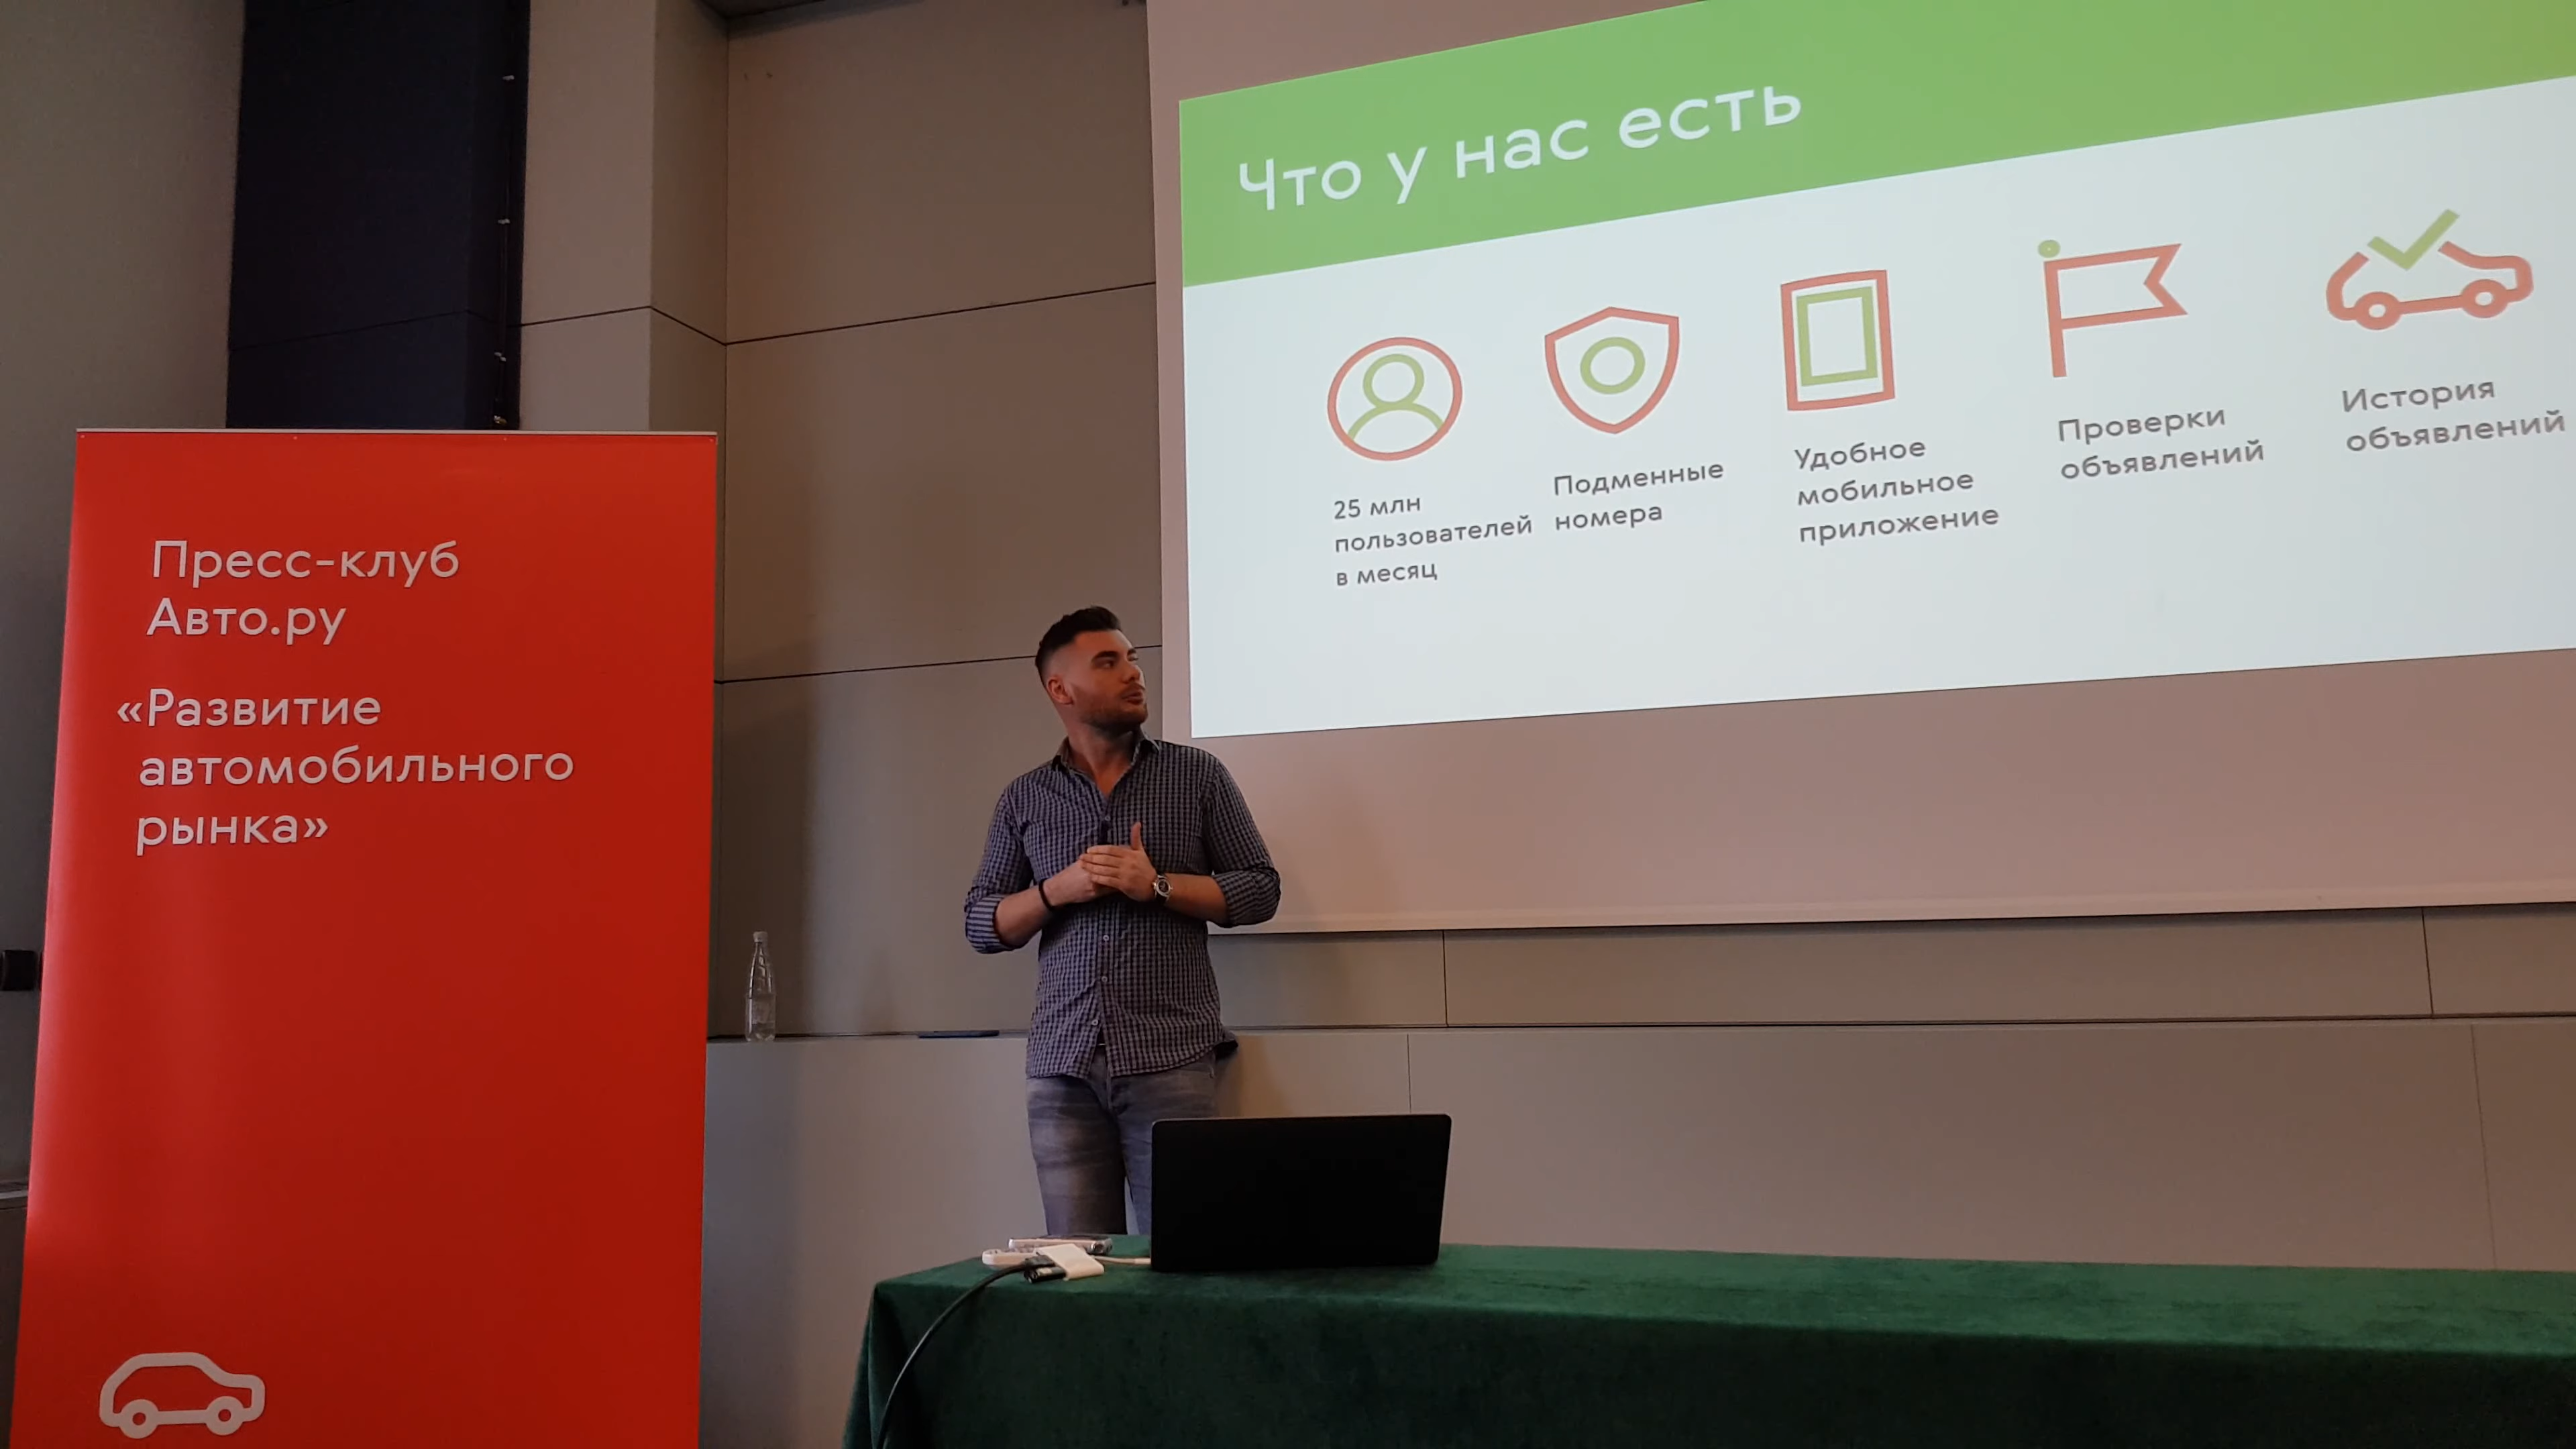 Пресс-клуб
Авто.ру
«Развитие
автомобильного
рынка»
Что у нас есть
25 млн
пользователей
в месяц
Подменные
номера
Удобное
мобильное
приложение
Проверки
объявлений
История
объявлений